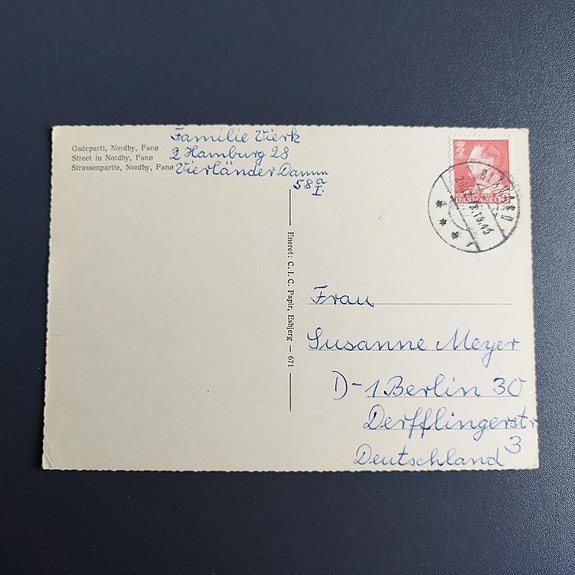 Gadeparti, Nordby, Fanø
Street in Nordby, Fanø
Strassenpartie, Nordby, Fanø
Familie Vierk
2 Hamburg 28
Vierländer Damm
58 a/I.
DANMARK
Eneret: C. I. C. Papir, Esbjerg — 671
Frau
Susanne Meyer
D-1 Berlin 30
Derfflingerstr
3
Deutschland